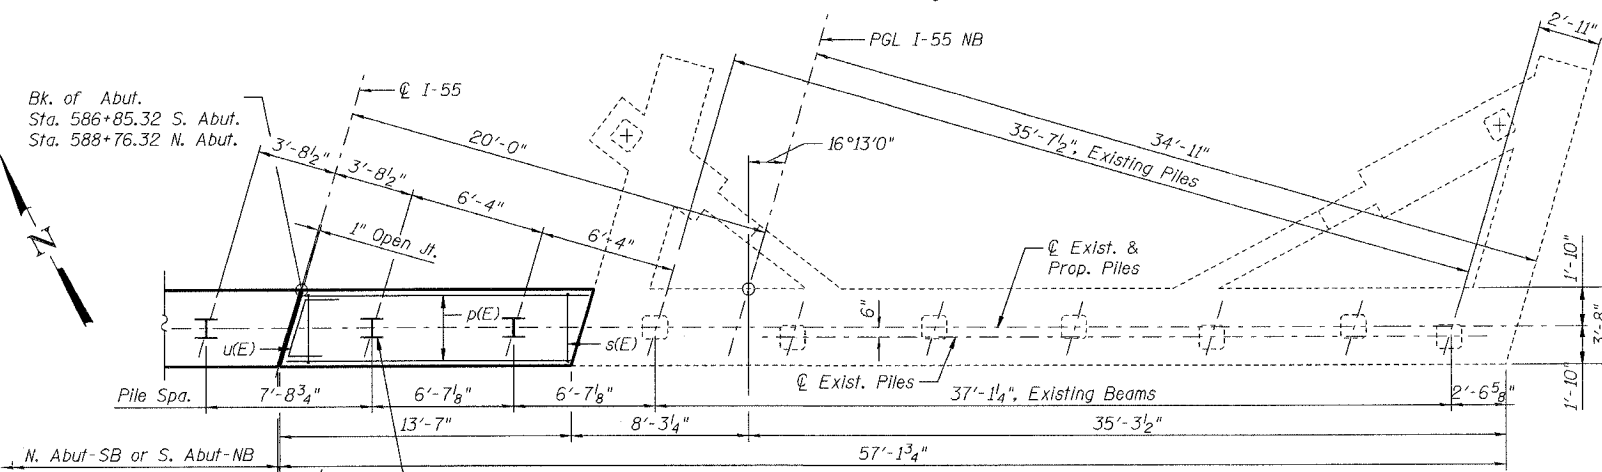 PGL I-55 NB
2'-11"
℄ I-55
Bk. of Abut.
Sta. 586+85.32 S. Abut.
Sta. 588+76.32 N. Abut.
20'-0"
16°13'0"
34'-11"
35'-7½", Existing Piles
3'-8½"
3'-8½"
6'-4"
6'-4"
1" Open Jt.
N
℄ Exist. &
Prop. Piles
1'-10"
3'-8"
1'-10"
6"
p(E)
u(E)
s(E)
℄ Exist. Piles
Pile Spa.
7'-8¾"
6'-7⅛"
6'-7⅛"
37'-1¼", Existing Beams
2'-6⅝"
13'-7"
8'-3¼"
35'-3½"
N. Abut-SB or S. Abut-NB
57'-1¾"